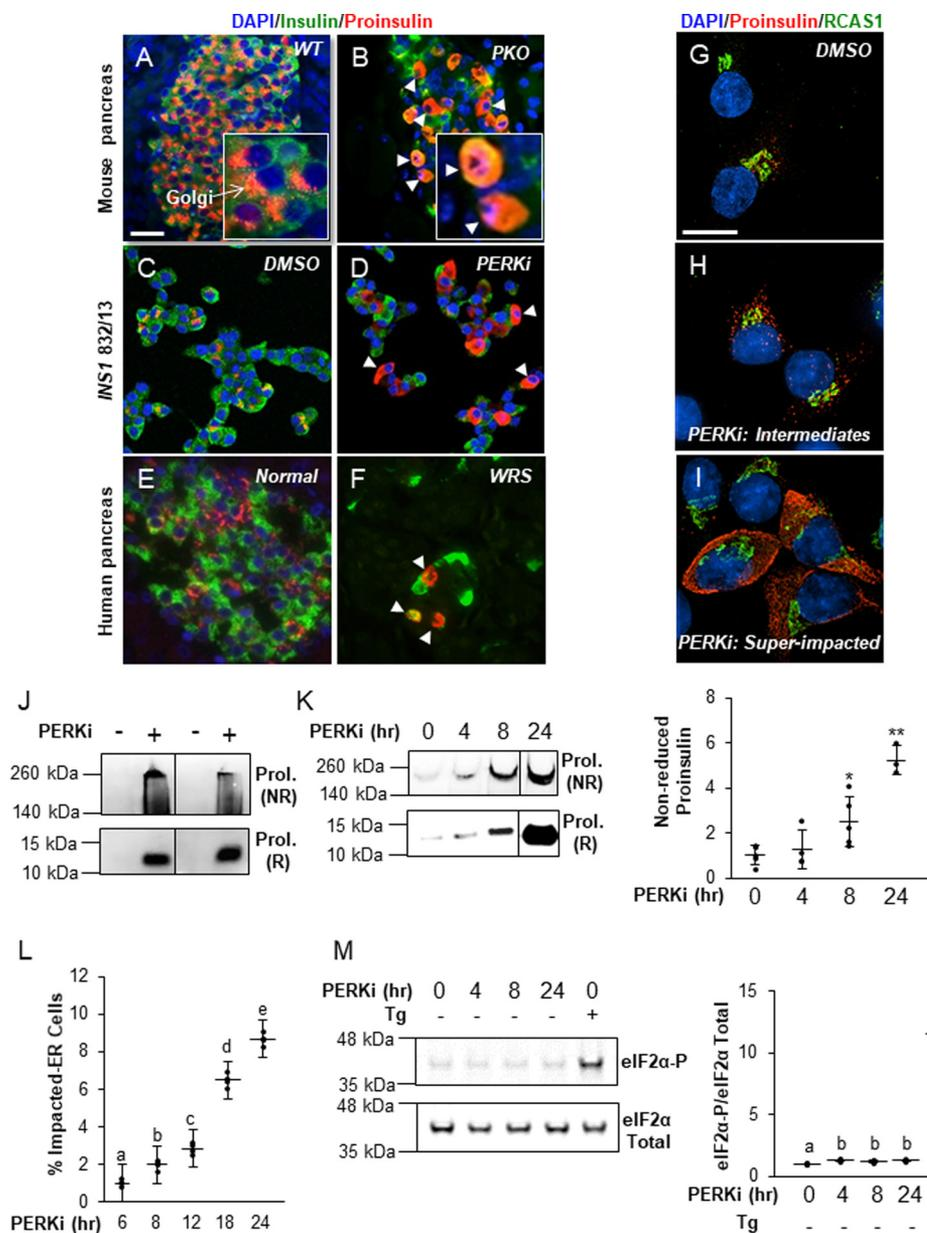 DAPI/Insulin/Proinsulin
DAPI/Proinsulin/RCAS1
Mouse pancreas
A
WT
Golgi
B
PKO
INS1 832/13
C
DMSO
D
PERKi
Human pancreas
E
Normal
F
WRS
G
DMSO
H
PERKi: Intermediates
I
PERKi: Super-impacted
J
PERKi - + - +
260 kDa
140 kDa
ProI.
(NR)
15 kDa
10 kDa
ProI.
(R)
K
PERKi (hr) 0 4 8 24
260 kDa
140 kDa
ProI.
(NR)
15 kDa
10 kDa
ProI.
(R)
Non-reduced
Proinsulin
8
6
4
2
0
*
**
PERKi (hr) 0 4 8 24
L
% Impacted-ER Cells
12
10
8
6
4
2
0
a
b
c
d
e
PERKi (hr) 6 8 12 18 24
M
PERKi (hr) 0 4 8 24 0
Tg - - - - +
48 kDa
35 kDa
eIF2α-P
48 kDa
35 kDa
eIF2α
Total
eIF2α-P/eIF2α Total
15
10
5
0
a b b b
PERKi (hr) 0 4 8 24
Tg - - - -